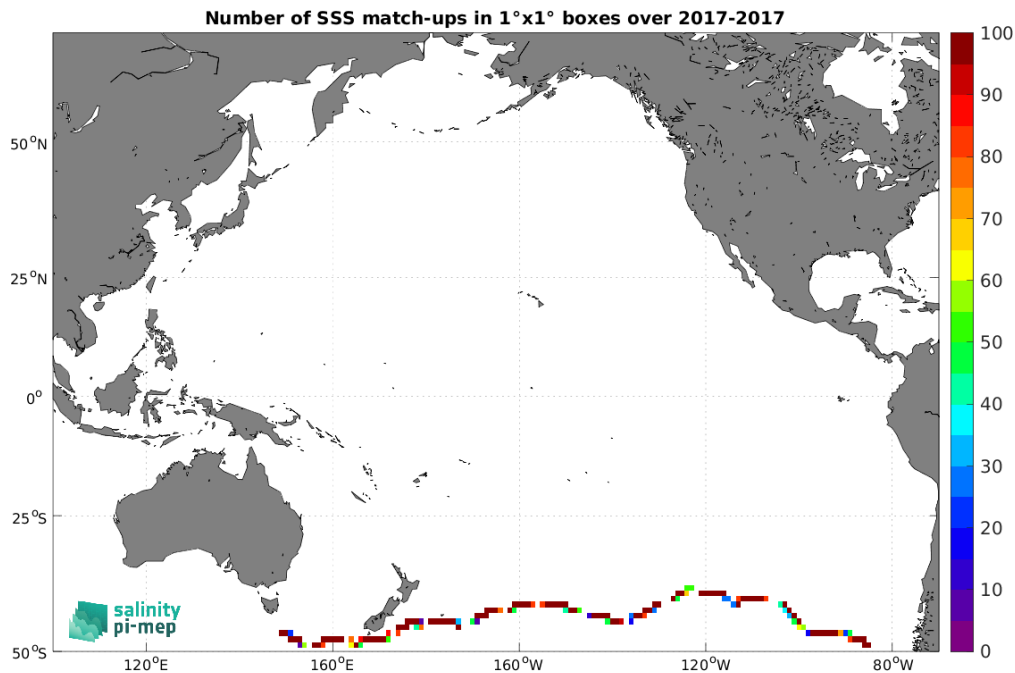 Number of SSS match-ups in 1°x1° boxes over 2017-2017
100
90
80
70
60
50
40
30
20
10
0
50°N
25°N
0°
25°S
50°S
salinity
pi-mep
120°E
160°E
160°W
120°W
80°W